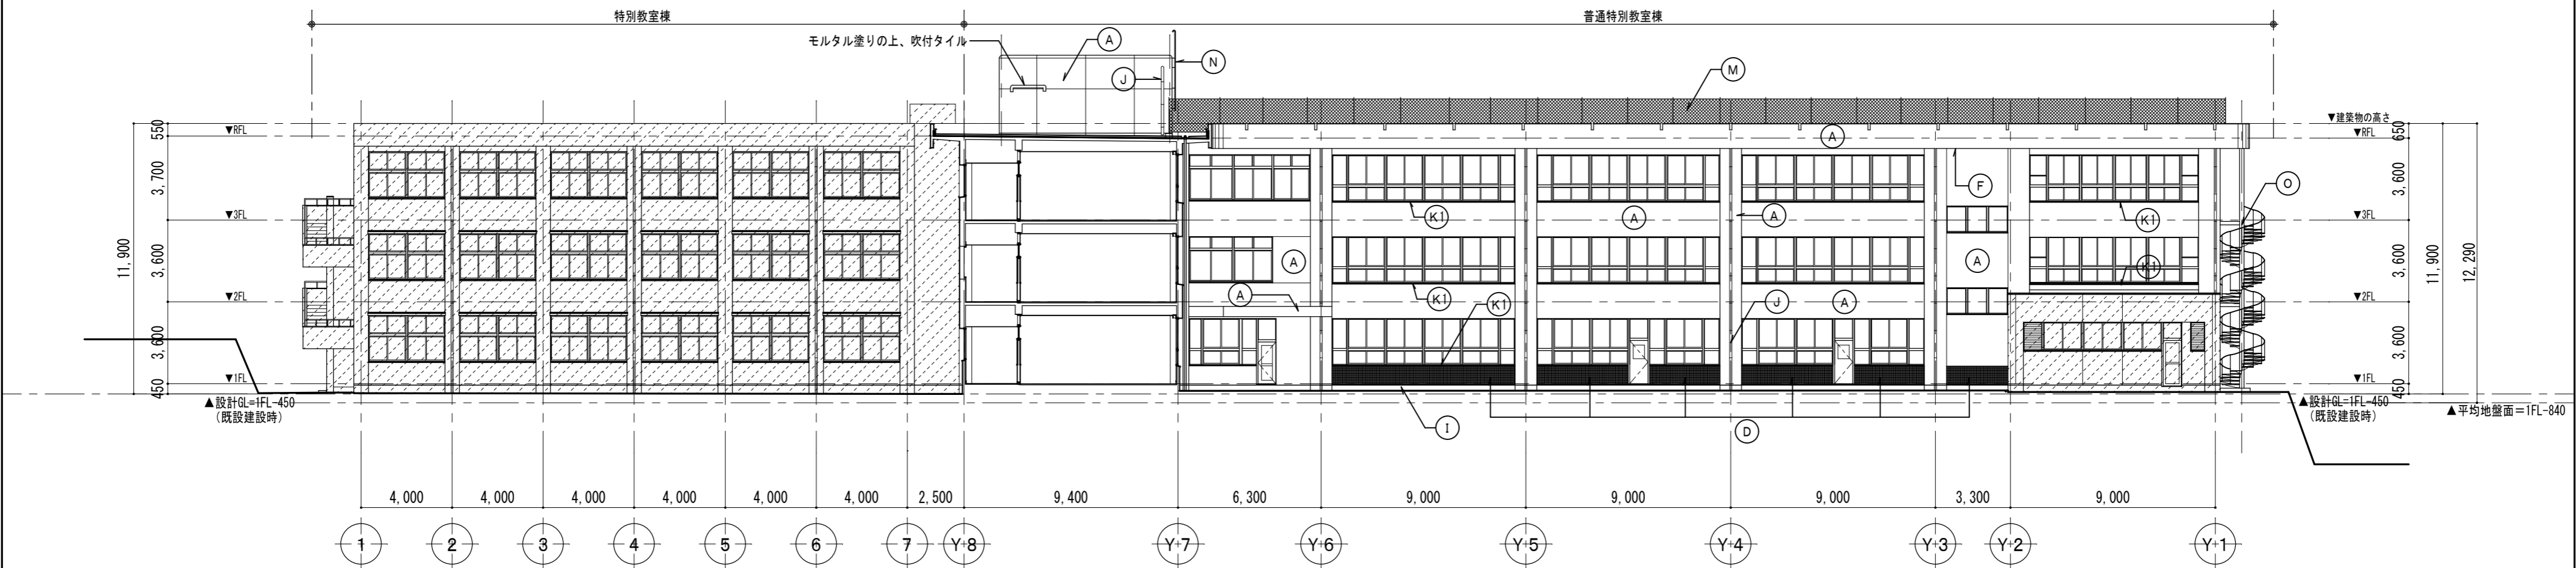 特別教室棟
普通特別教室棟
モルタル塗りの上、吹付タイル
A
N
J
M
550
▼RFL
3,700
▼3FL
11,900
3,600
▼2FL
3,600
▼1FL
450
▲設計GL=1FL-450
(既設建設時)
A
F
K1
A
A
K1
O
A
A
K1
A
K1
K1
J
A
I
D
▼建築物の高さ
▼RFL
650
3,600
▼3FL
3,600
11,900
12,290
▼2FL
3,600
▼1FL
450
▲設計GL=1FL-450
(既設建設時)
▲平均地盤面=1FL-840
4,000 4,000 4,000 4,000 4,000 4,000 2,500 9,400 6,300 9,000 9,000 9,000 3,300 9,000
1 2 3 4 5 6 7 Y8 Y7 Y6 Y5 Y4 Y3 Y2 Y1